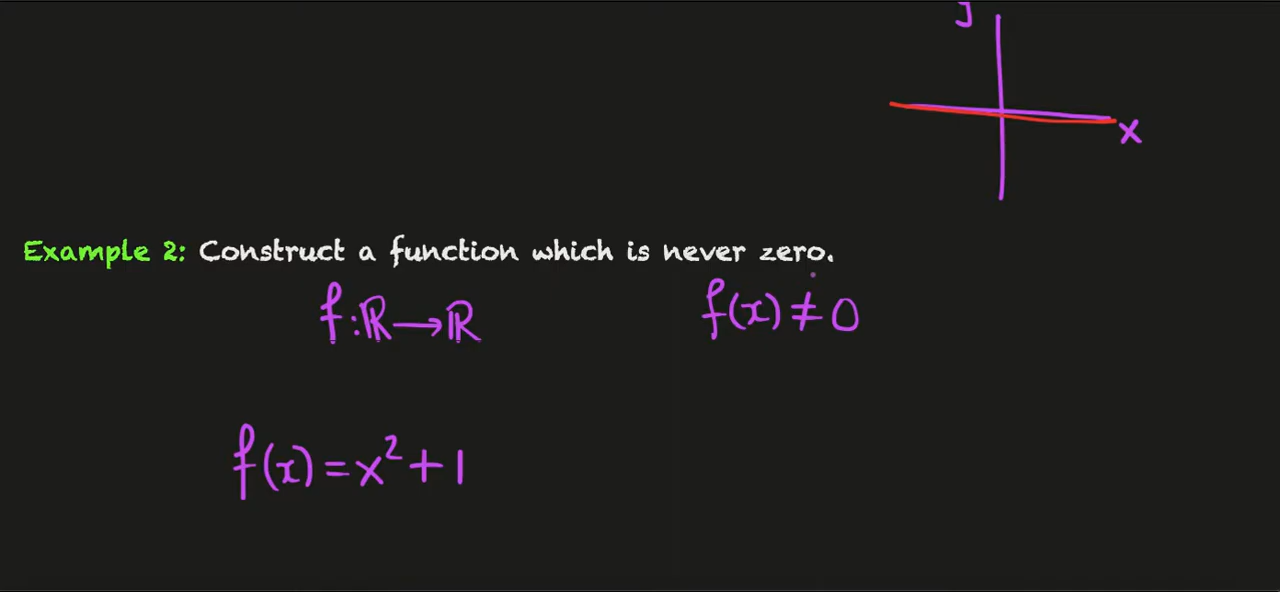 x
Example 2: Construct a function which is never zero.
f:ℝ→ℝ f(x)≠0
f(x)=x²+1